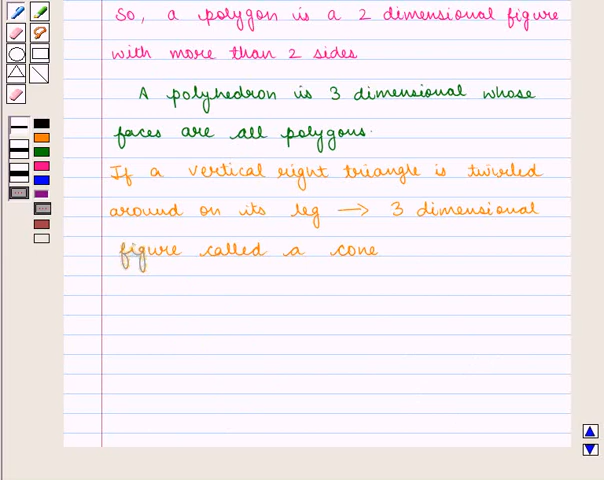 So, a polygon is a 2 dimensional figure
with more than 2 sides
A polyhedron is 3 dimensional whose
faces are all polygons.
If a vertical right triangle is twirled
around on its leg → 3 dimensional
figure called a cone